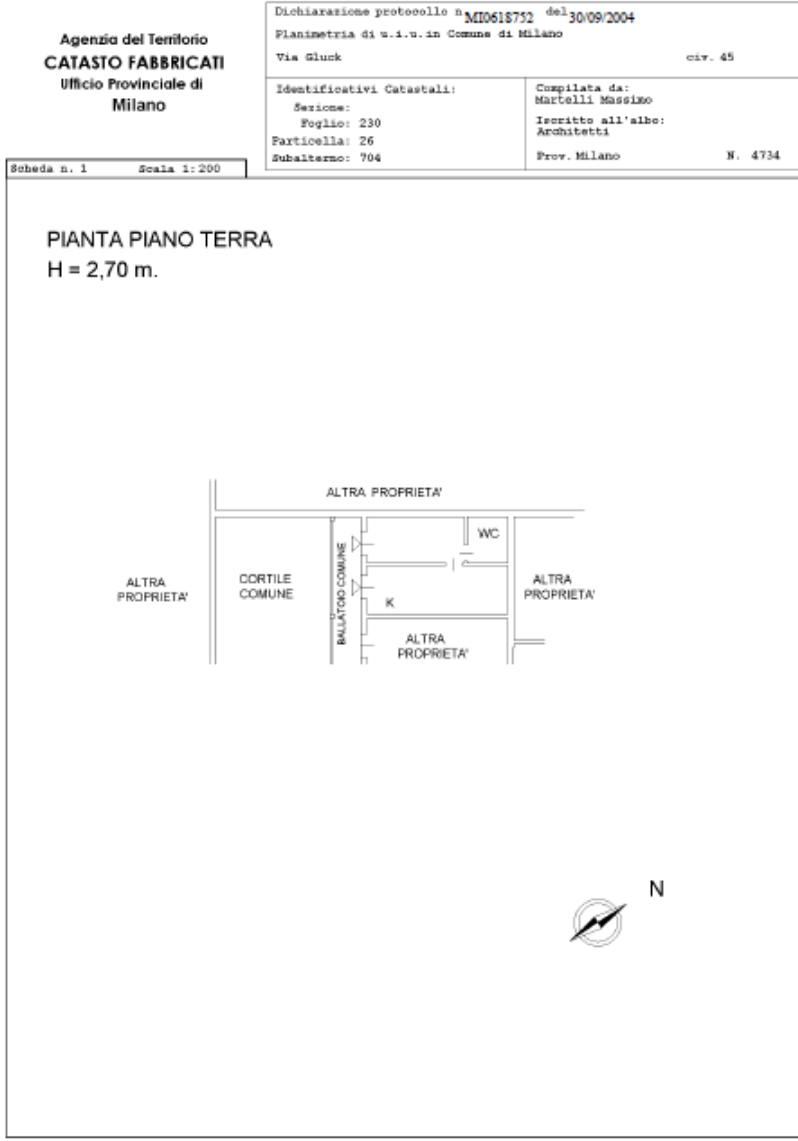 Agenzia del Territorio
CATASTO FABBRICATI
Ufficio Provinciale di
Milano
Dichiarazione protocollo n MI0618752 del 30/09/2004
Planimetria di u.i.u. in Comune di Milano
Via Gluck civ. 45
Identificativi Catastali:
Sezione:
Foglio: 230
Particella: 26
Subalterno: 704
Compilata da:
Martelli Massimo
Iscritto all'albo:
Architetti
Prov. Milano N. 4734
Scheda n. 1 Scala 1:200
PIANTA PIANO TERRA
H = 2,70 m.
ALTRA PROPRIETA'
WC
ALTRA
PROPRIETA'
CORTILE
COMUNE
BALLATOIO COMUNE
K
ALTRA
PROPRIETA'
ALTRA
PROPRIETA'
N